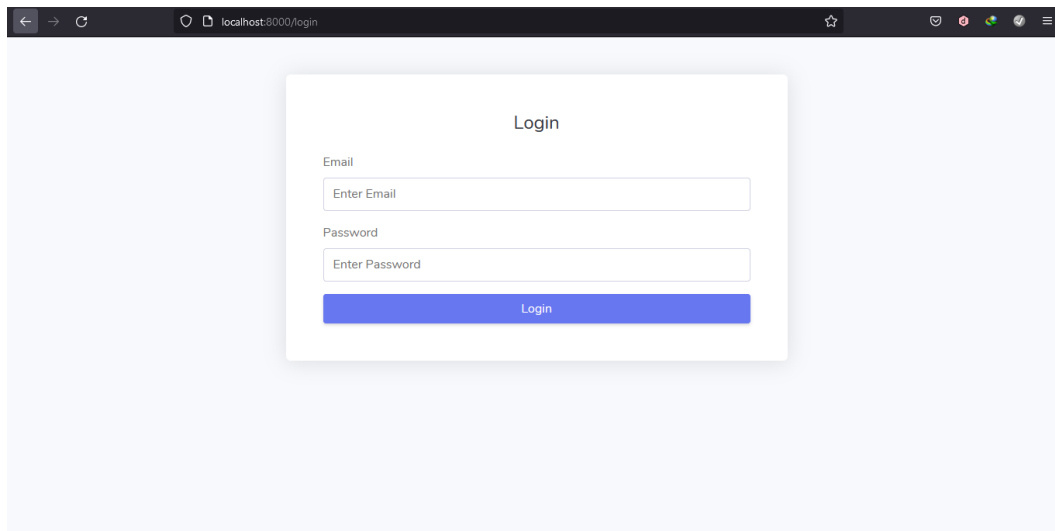 localhost:8000/login
Login
Email
Enter Email
Password
Enter Password
Login